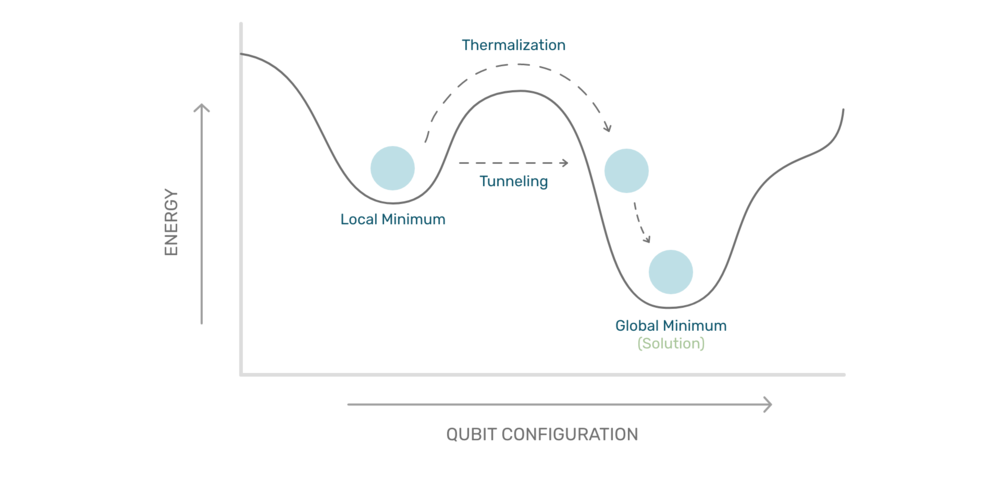 Thermalization
Tunneling
Local Minimum
ENERGY
Global Minimum
(Solution)
QUBIT CONFIGURATION